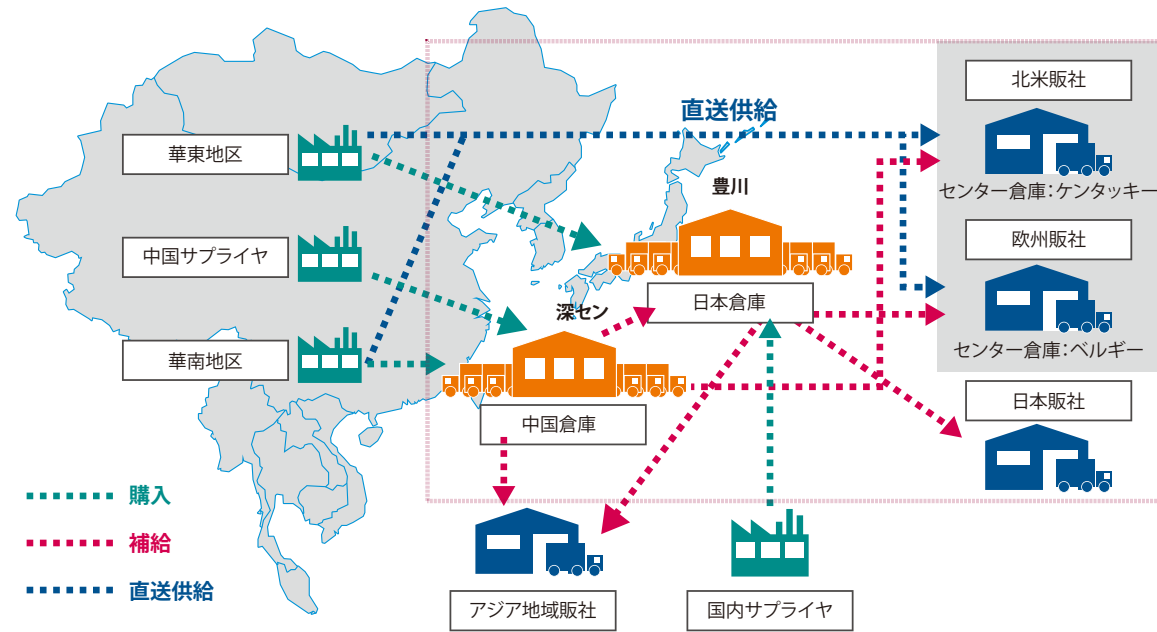 北米販社
直送供給
華東地区
豊川
センター倉庫：ケンタッキー
欧州販社
中国サプライヤ
深セン
日本倉庫
センター倉庫：ベルギー
華南地区
日本販社
中国倉庫
購入
補給
直送供給
アジア地域販社
国内サプライヤ